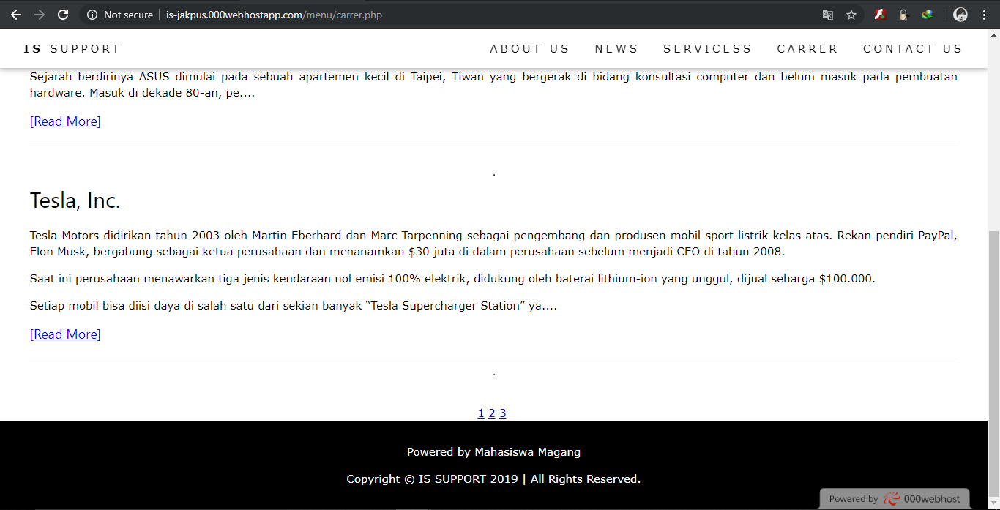 Not secure
is-jakpus.000webhostapp.com/menu/carrer.php
IS SUPPORT
ABOUT US NEWS SERVICESS CARRER CONTACT US
Sejarah berdirinya ASUS dimulai pada sebuah apartemen kecil di Taipei, Tiwan yang bergerak di bidang konsultasi computer dan belum masuk pada pembuatan
hardware. Masuk di dekade 80-an, pe....
[Read More]
.
Tesla, Inc.
Tesla Motors didirikan tahun 2003 oleh Martin Eberhard dan Marc Tarpenning sebagai pengembang dan produsen mobil sport listrik kelas atas. Rekan pendiri PayPal,
Elon Musk, bergabung sebagai ketua perusahaan dan menanamkan $30 juta di dalam perusahaan sebelum menjadi CEO di tahun 2008.
Saat ini perusahaan menawarkan tiga jenis kendaraan nol emisi 100% elektrik, didukung oleh baterai lithium-ion yang unggul, dijual seharga $100.000.
Setiap mobil bisa diisi daya di salah satu dari sekian banyak “Tesla Supercharger Station” ya....
[Read More]
.
1 2 3
Powered by Mahasiswa Magang
Copyright © IS SUPPORT 2019 | All Rights Reserved.
Powered by 000webhost